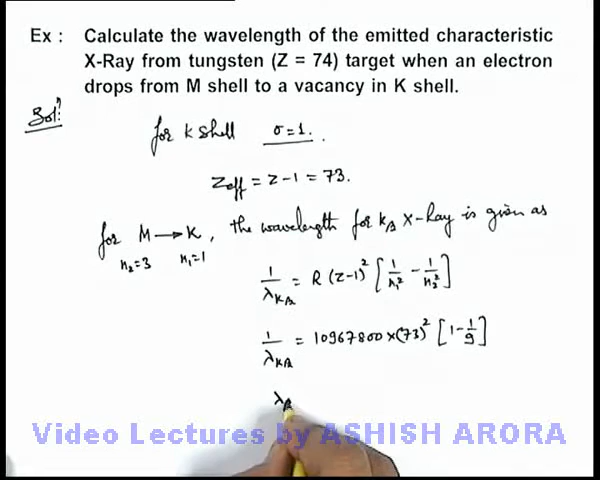 Ex : Calculate the wavelength of the emitted characteristic
X-Ray from tungsten (Z = 74) target when an electron
drops from M shell to a vacancy in K shell.
Solⁿ
for K shell σ=1.
Zeff = Z-1 = 73.
for M → K, the wavelength for Kβ X-Ray is given as
n₂=3 n₁=1
1/λKβ = R (Z-1)² [1/n₁² - 1/n₂²]
1/λKβ = 10967800 × (73)² [1 - 1/9]
λβ
Video Lectures by ASHISH ARORA